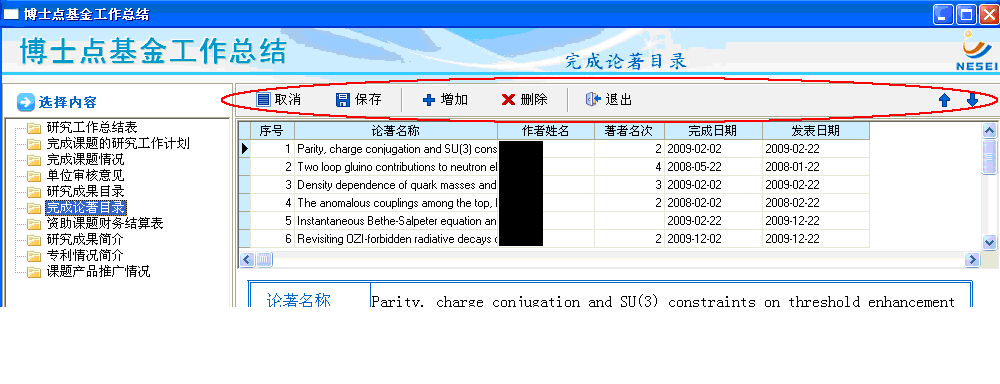 博士点基金工作总结
博士点基金工作总结
完成论著目录
NESEI
选择内容
取消 保存 增加 删除 退出
研究工作总结表
完成课题的研究工作计划
完成课题情况
单位审核意见
研究成果目录
完成论著目录
资助课题财务结算表
研究成果简介
专利情况简介
课题产品推广情况
序号 论著名称 作者姓名 著者名次 完成日期 发表日期
1 Parity, charge conjugation and SU(3) cons 2 2009-02-02 2009-02-22
2 Two loop gluino contributions to neutron el 4 2008-05-22 2008-01-22
3 Density dependence of quark masses and 3 2009-02-02 2009-02-22
4 The anomalous couplings among the top, l 2 2008-02-02 2008-02-22
5 Instantaneous Bethe-Salpeter equation an 2009-02-22 2009-12-22
6 Revisiting OZI-forbidden radiative decays o 2 2009-12-02 2009-12-22
论著名称 Parity, charge conjugation and SU(3) constraints on threshold enhancement